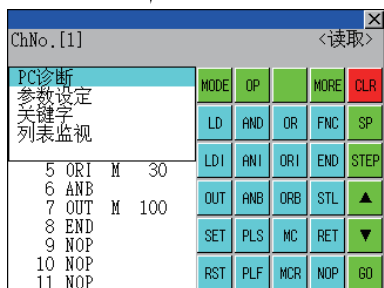 ChNo.[1] <读取>
PC诊断
参数设定
关键字
列表监视
5 ORI M 30
6 ANB
7 OUT M 100
8 END
9 NOP
10 NOP
11 NOP
MODE OP MORE CLR
LD AND OR FNC SP
LDI ANI ORI END STEP
OUT ANB ORB STL ▲
SET PLS MC RET ▼
RST PLF MCR NOP GO